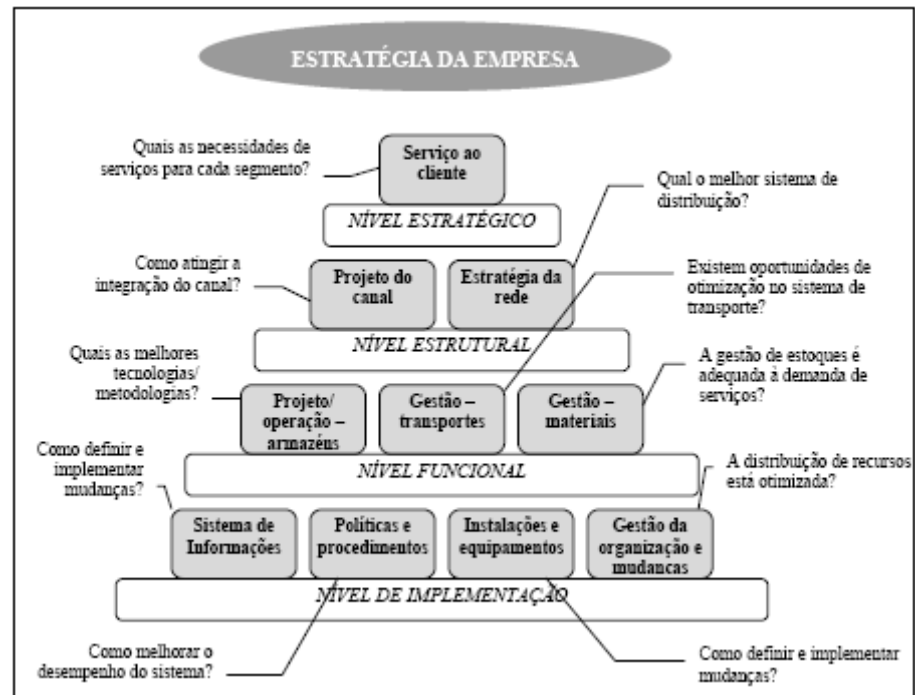 ESTRATÉGIA DA EMPRESA
Quais as necessidades de
serviços para cada segmento?
Serviço ao
cliente
NÍVEL ESTRATÉGICO
Qual o melhor sistema de
distribuição?
Como atingir a
integração do canal?
Projeto do
canal
Estratégia da
rede
Existem oportunidades de
otimização no sistema de
transporte?
NÍVEL ESTRUTURAL
Quais as melhores
tecnologias/
metodologias?
Projeto/
operação –
armazéns
Gestão –
transportes
Gestão –
materiais
A gestão de estoques é
adequada à demanda de
serviços?
NÍVEL FUNCIONAL
Como definir e
implementar
mudanças?
A distribuição de recursos
está otimizada?
Sistema de
Informações
Políticas e
procedimentos
Instalações e
equipamentos
Gestão da
organização e
mudancas
NÍVEL DE IMPLEMENTAÇÃO
Como melhorar o
desempenho do sistema?
Como definir e implementar
mudanças?